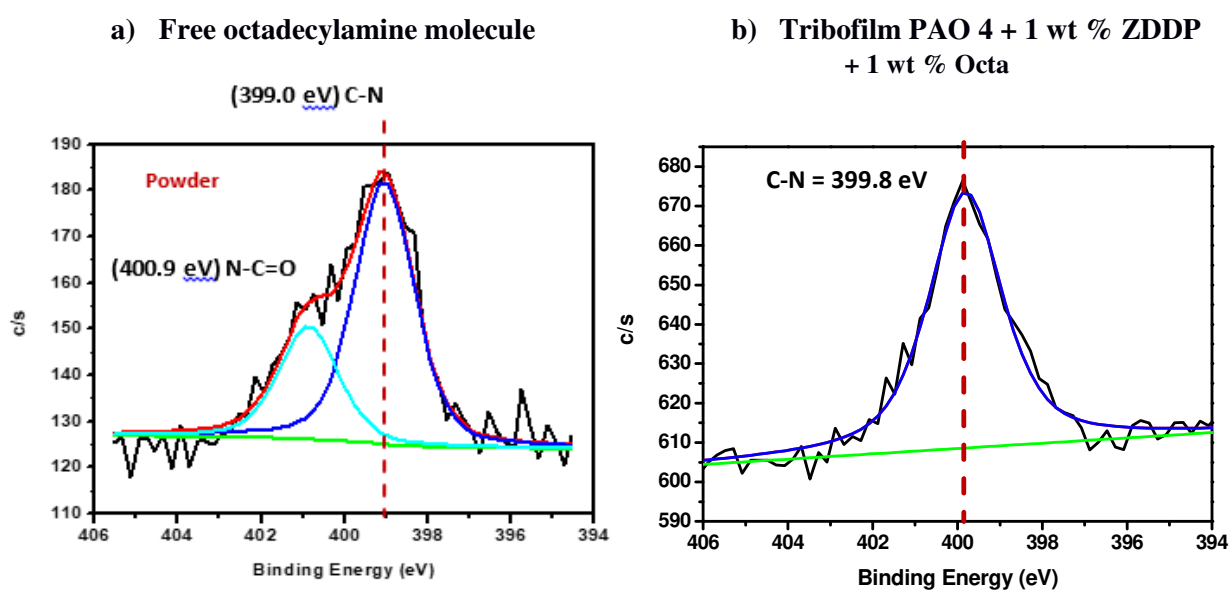 a) Free octadecylamine molecule
b) Tribofilm PAO 4 + 1 wt % ZDDP
+ 1 wt % Octa
(399.0 eV) C-N
190
180
170
160
150
140
130
120
110
c/s
Powder
(400.9 eV) N-C=O
406 404 402 400 398 396 394
Binding Energy (eV)
680
670
660
650
640
630
620
610
600
590
c/s
C-N = 399.8 eV
406 404 402 400 398 396 394
Binding Energy (eV)